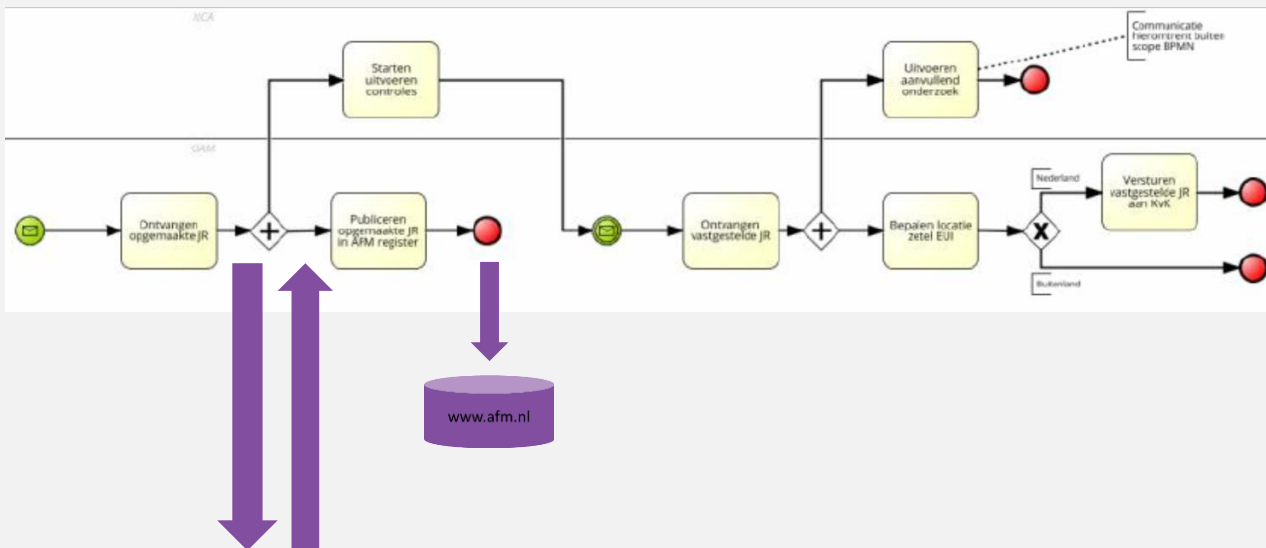 Communicatie
hieromtrent buiten
scope BPMN
Starten
uitvoeren
controles
Uitvoeren
aanvullend
onderzoek
OAM
Ontvangen
opgemaakte JR
Publiceren
opgemaakte JR
in AFM register
Ontvangen
vastgestelde JR
Bepalen locatie
zetel EUI
Nederland
Versturen
vastgestelde JR
aan KvK
Buitenland
www.afm.nl